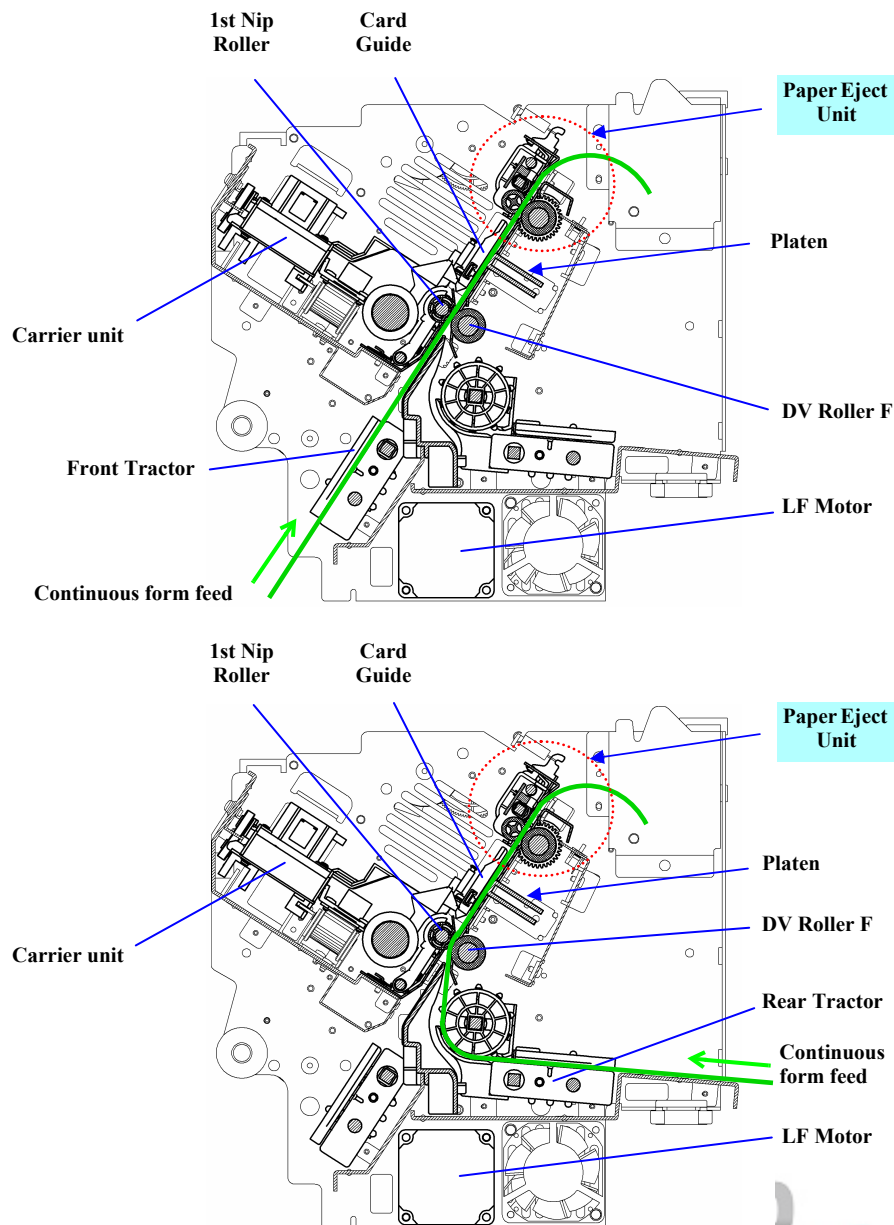 1st Nip
Roller
Card
Guide
Paper Eject
Unit
Platen
Carrier unit
DV Roller F
Front Tractor
LF Motor
Continuous form feed
1st Nip
Roller
Card
Guide
Paper Eject
Unit
Platen
DV Roller F
Carrier unit
Rear Tractor
Continuous
form feed
LF Motor